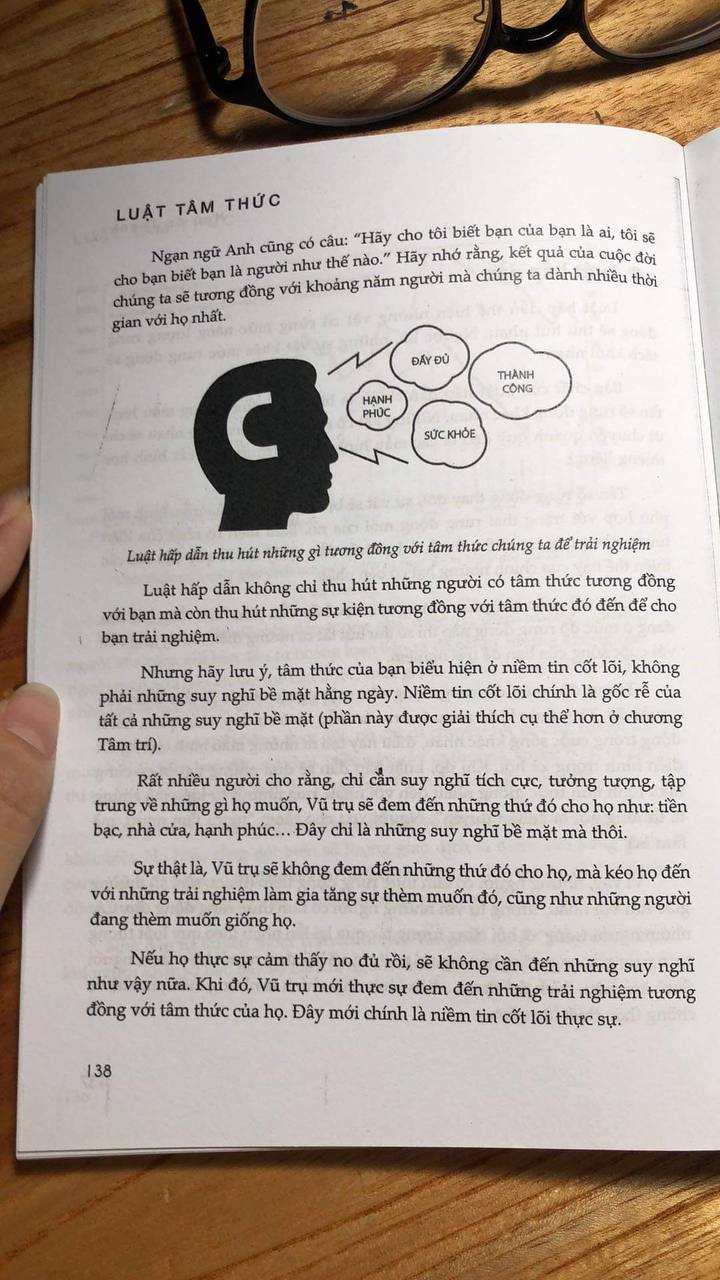 LUẬT TÂM THỨC
Ngạn ngữ Anh cũng có câu: “Hãy cho tôi biết bạn của bạn là ai, tôi sẽ
cho bạn biết bạn là người như thế nào.” Hãy nhớ rằng, kết quả của cuộc đời
chúng ta sẽ tương đồng với khoảng năm người mà chúng ta dành nhiều thời
gian với họ nhất.
ĐẦY ĐỦ
THÀNH
CÔNG
HẠNH
PHÚC
SỨC KHỎE
Luật hấp dẫn thu hút những gì tương đồng với tâm thức chúng ta để trải nghiệm
Luật hấp dẫn không chỉ thu hút những người có tâm thức tương đồng
với bạn mà còn thu hút những sự kiện tương đồng với tâm thức đó đến để cho
bạn trải nghiệm.
Nhưng hãy lưu ý, tâm thức của bạn biểu hiện ở niềm tin cốt lõi, không
phải những suy nghĩ bề mặt hằng ngày. Niềm tin cốt lõi chính là gốc rễ của
tất cả những suy nghĩ bề mặt (phần này được giải thích cụ thể hơn ở chương
Tâm trí).
Rất nhiều người cho rằng, chỉ cần suy nghĩ tích cực, tưởng tượng, tập
trung về những gì họ muốn, Vũ trụ sẽ đem đến những thứ đó cho họ như: tiền
bạc, nhà cửa, hạnh phúc… Đây chỉ là những suy nghĩ bề mặt mà thôi.
Sự thật là, Vũ trụ sẽ không đem đến những thứ đó cho họ, mà kéo họ đến
với những trải nghiệm làm gia tăng sự thèm muốn đó, cũng như những người
đang thèm muốn giống họ.
Nếu họ thực sự cảm thấy no đủ rồi, sẽ không cần đến những suy nghĩ
như vậy nữa. Khi đó, Vũ trụ mới thực sự đem đến những trải nghiệm tương
đồng với tâm thức của họ. Đây mới chính là niềm tin cốt lõi thực sự.
138